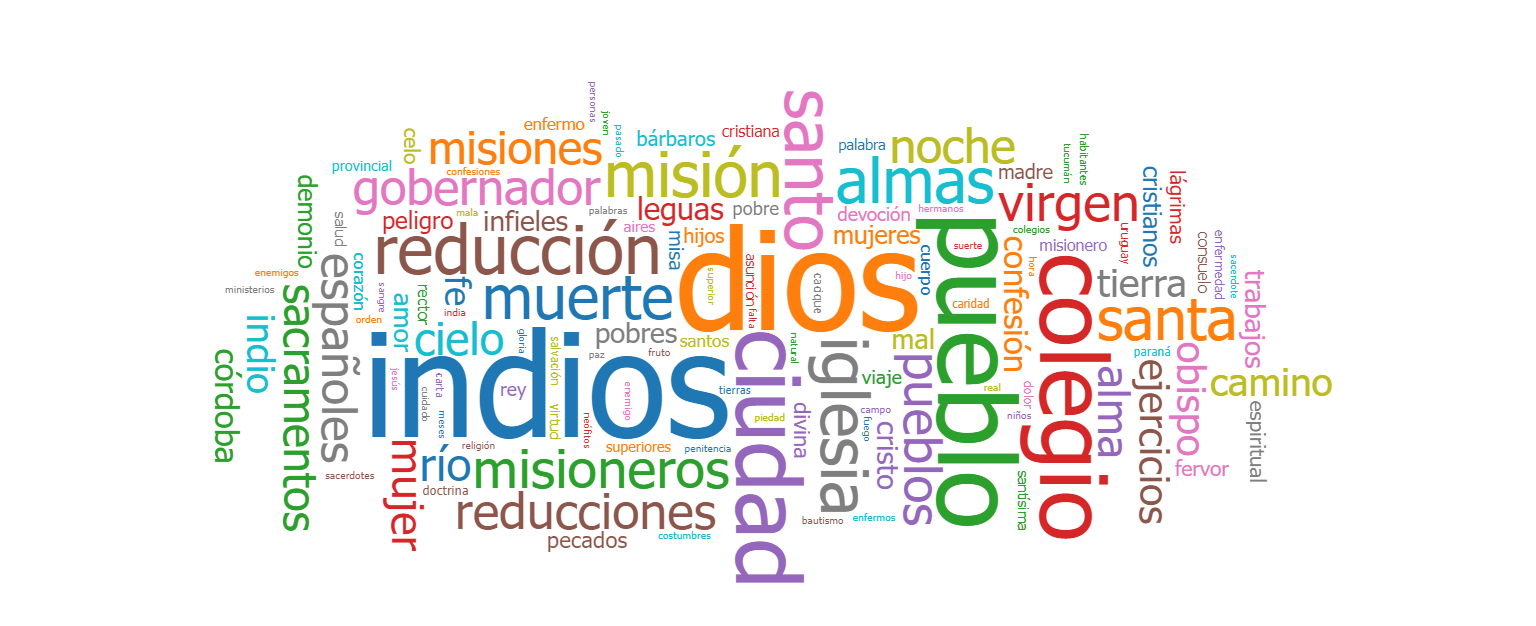 personas
joven
pasado
enfermo
celo
misiones
bárbaros
cristiana
santo
palabra
noche
habitantes
tucumán
provincial
confesiones
misión
almas
madre
cristianos
lágrimas
demonio
gobernador
salud
peligro
mala
infieles
palabras
leguas
pobre
devoción
hermanos
virgen
aires
colegios
uruguay
reducción
misa
hijos
dios
mujeres
pueblo
suerte
confesión
misionero
consuelo
enfermedad
sacerdote
cuerpo
españoles
corazón
enemigos
ministerios
sacramentos
sangre
rector
fe
india
muerte
superior
asunción
falta
cacique
hijo
caridad
hora
colegio
tierra
santa
trabajos
orden
amor
cielo
gloria
pobres
santos
natural
iglesia
mal
indio
córdoba
indios
salvación
paz
fruto
ciudad
paraná
obispo
jesús
cuidado
carta
meses
rey
virtud
enemigo
neófitos
tierras
viaje
pueblos
real
dolor
alma
ejercicios
camino
divina
piedad
campo
fuego
cristo
niños
espiritual
mujer
religión
superiores
penitencia
río
misioneros
fervor
sacerdotes
doctrina
santísima
reducciones
bautismo
enfermos
pecados
costumbres